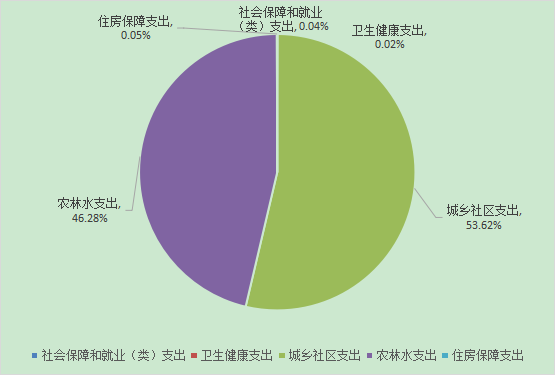 住房保障支出,
0.05%
社会保障和就业
（类）支出, 0.04%
卫生健康支出,
0.02%
农林水支出,
46.28%
城乡社区支出,
53.62%
社会保障和就业（类）支出 卫生健康支出 城乡社区支出 农林水支出 住房保障支出